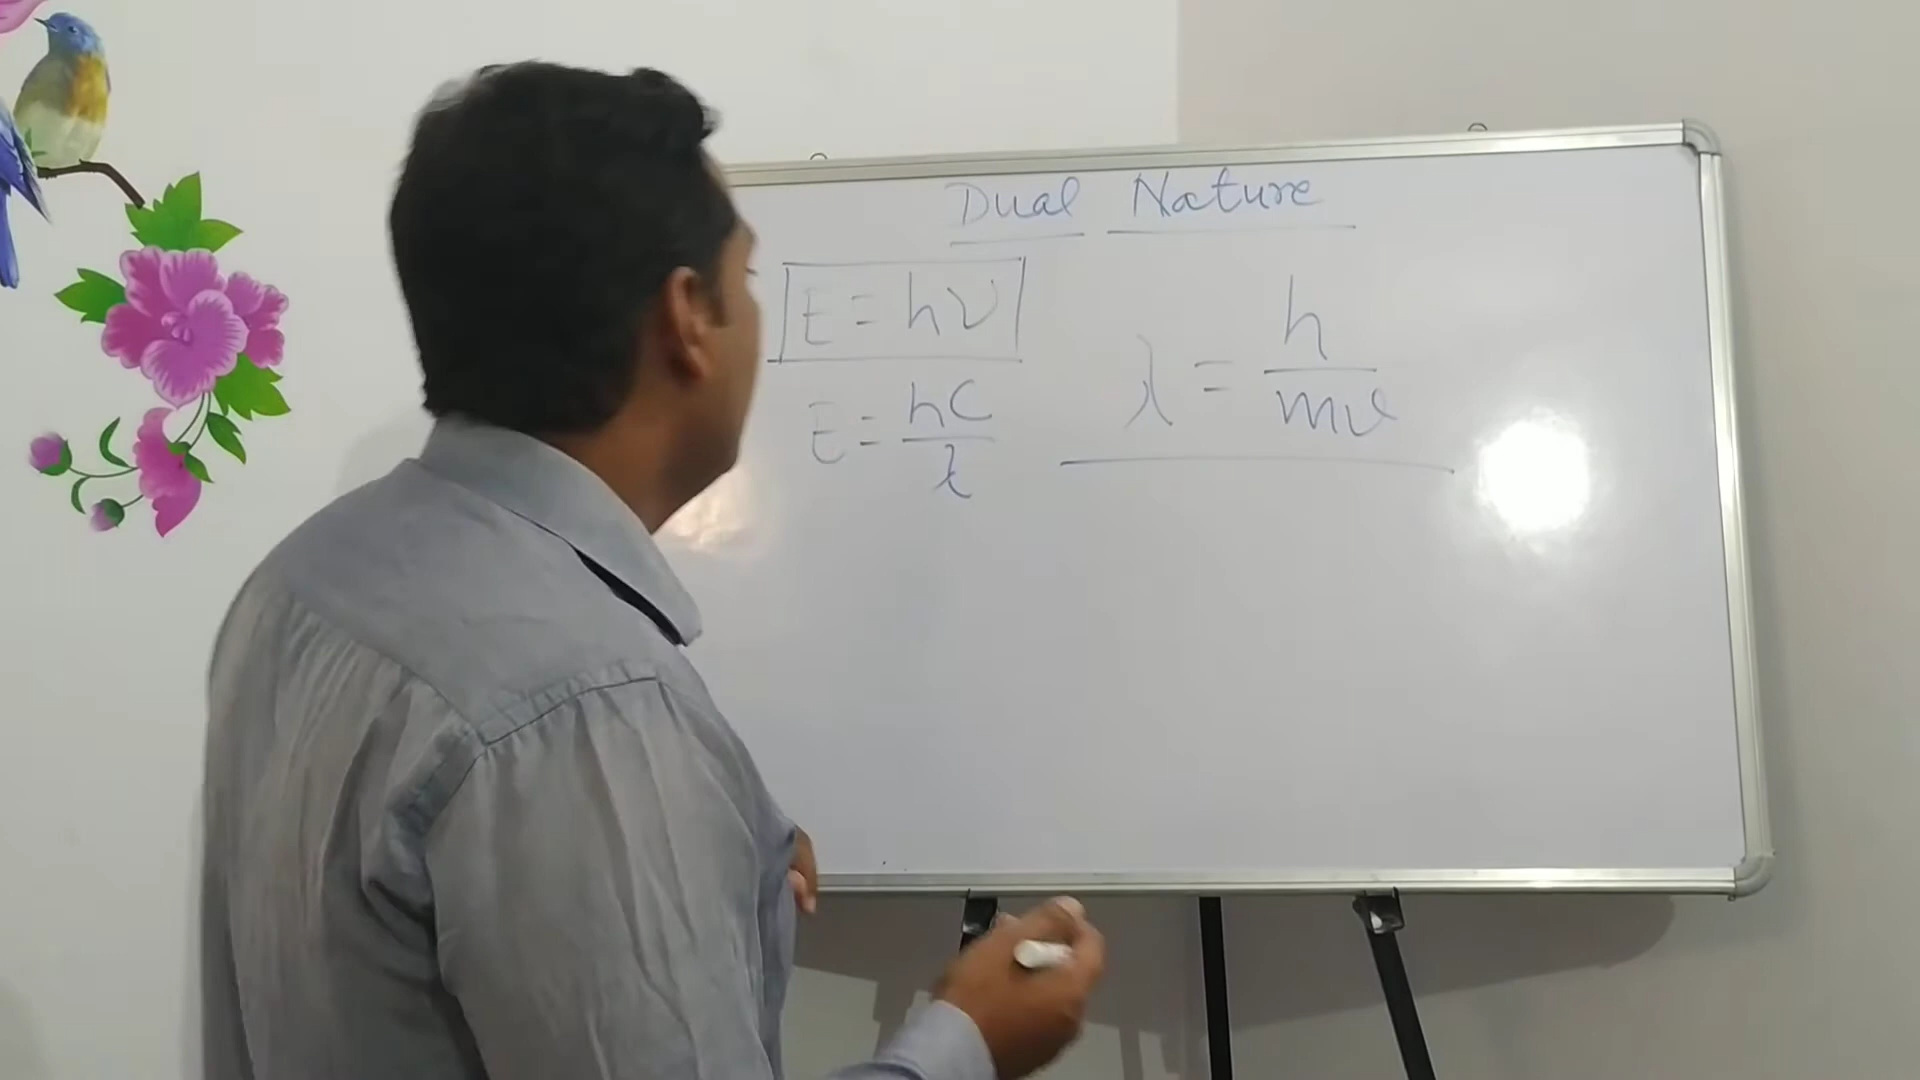 Dual Nature
E = hν
E = hC/λ
λ = h/mv